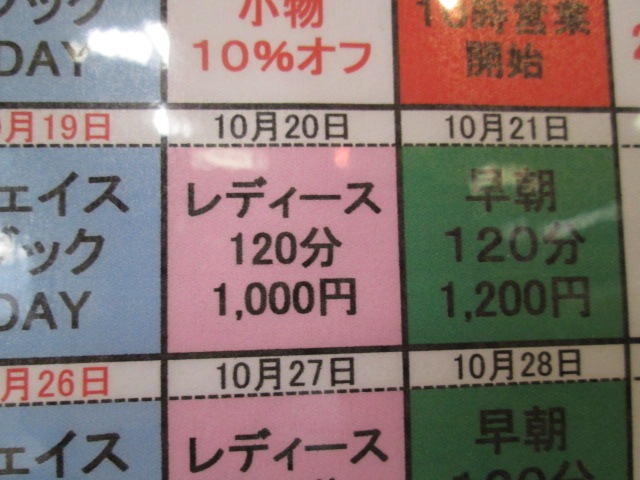 小物
DAY
10%オフ
開始
月19日
10月20日
10月21日
ェイス
レディース
早朝
ブック
120分
120分
DAY
1,000円
1,200円
月26日
10月27日
10月28日
ェイス
レディース
早朝